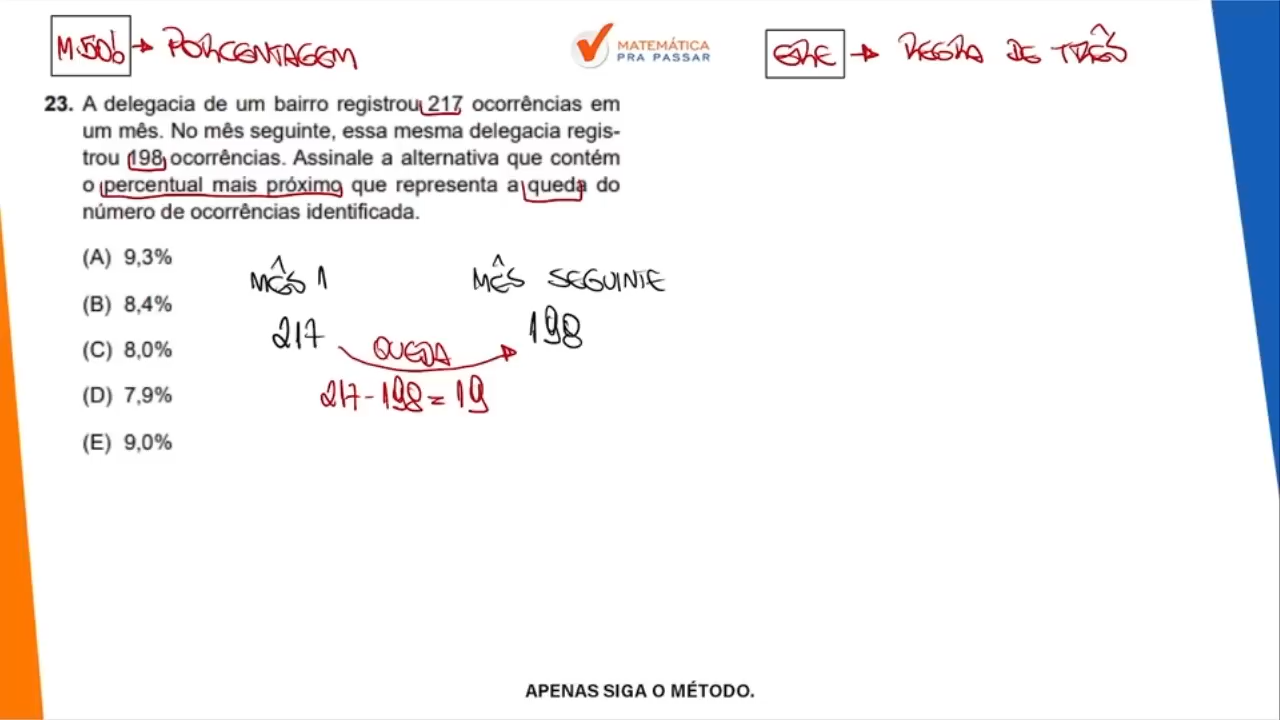 M.50b → PORCENTAGEM
MATEMÁTICA
PRA PASSAR
→ REGRA DE TRÊS
23. A delegacia de um bairro registrou 217 ocorrências em
um mês. No mês seguinte, essa mesma delegacia regis-
trou 198 ocorrências. Assinale a alternativa que contém
o percentual mais próximo que representa a queda do
número de ocorrências identificada.
(A) 9,3%
(B) 8,4%
(C) 8,0%
(D) 7,9%
(E) 9,0%
MÊS 1
MÊS SEGUINTE
217
198
QUEDA
217 - 198 = 19
APENAS SIGA O MÉTODO.